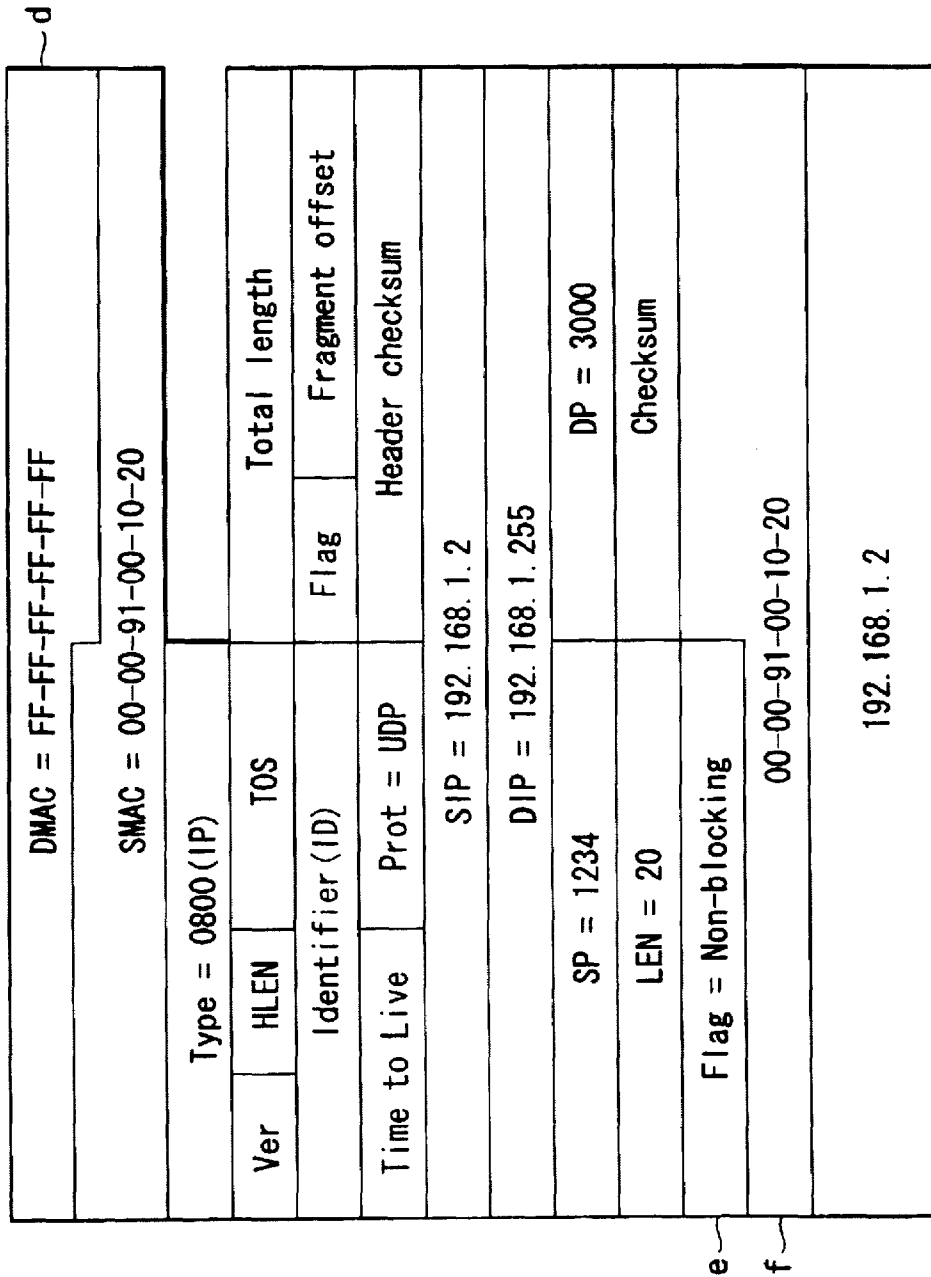 DMAC = FF-FF-FF-FF-FF-FF
d
SMAC = 00-00-91-00-10-20
Type = 0800(IP)
Ver HLEN TOS Total length
Identifier(ID) Flag Fragment offset
Time to Live Prot = UDP Header checksum
SIP = 192.168.1.2
DIP = 192.168.1.255
SP = 1234 DP = 3000
LEN = 20 Checksum
e Flag = Non-blocking
f 00-00-91-00-10-20
192.168.1.2